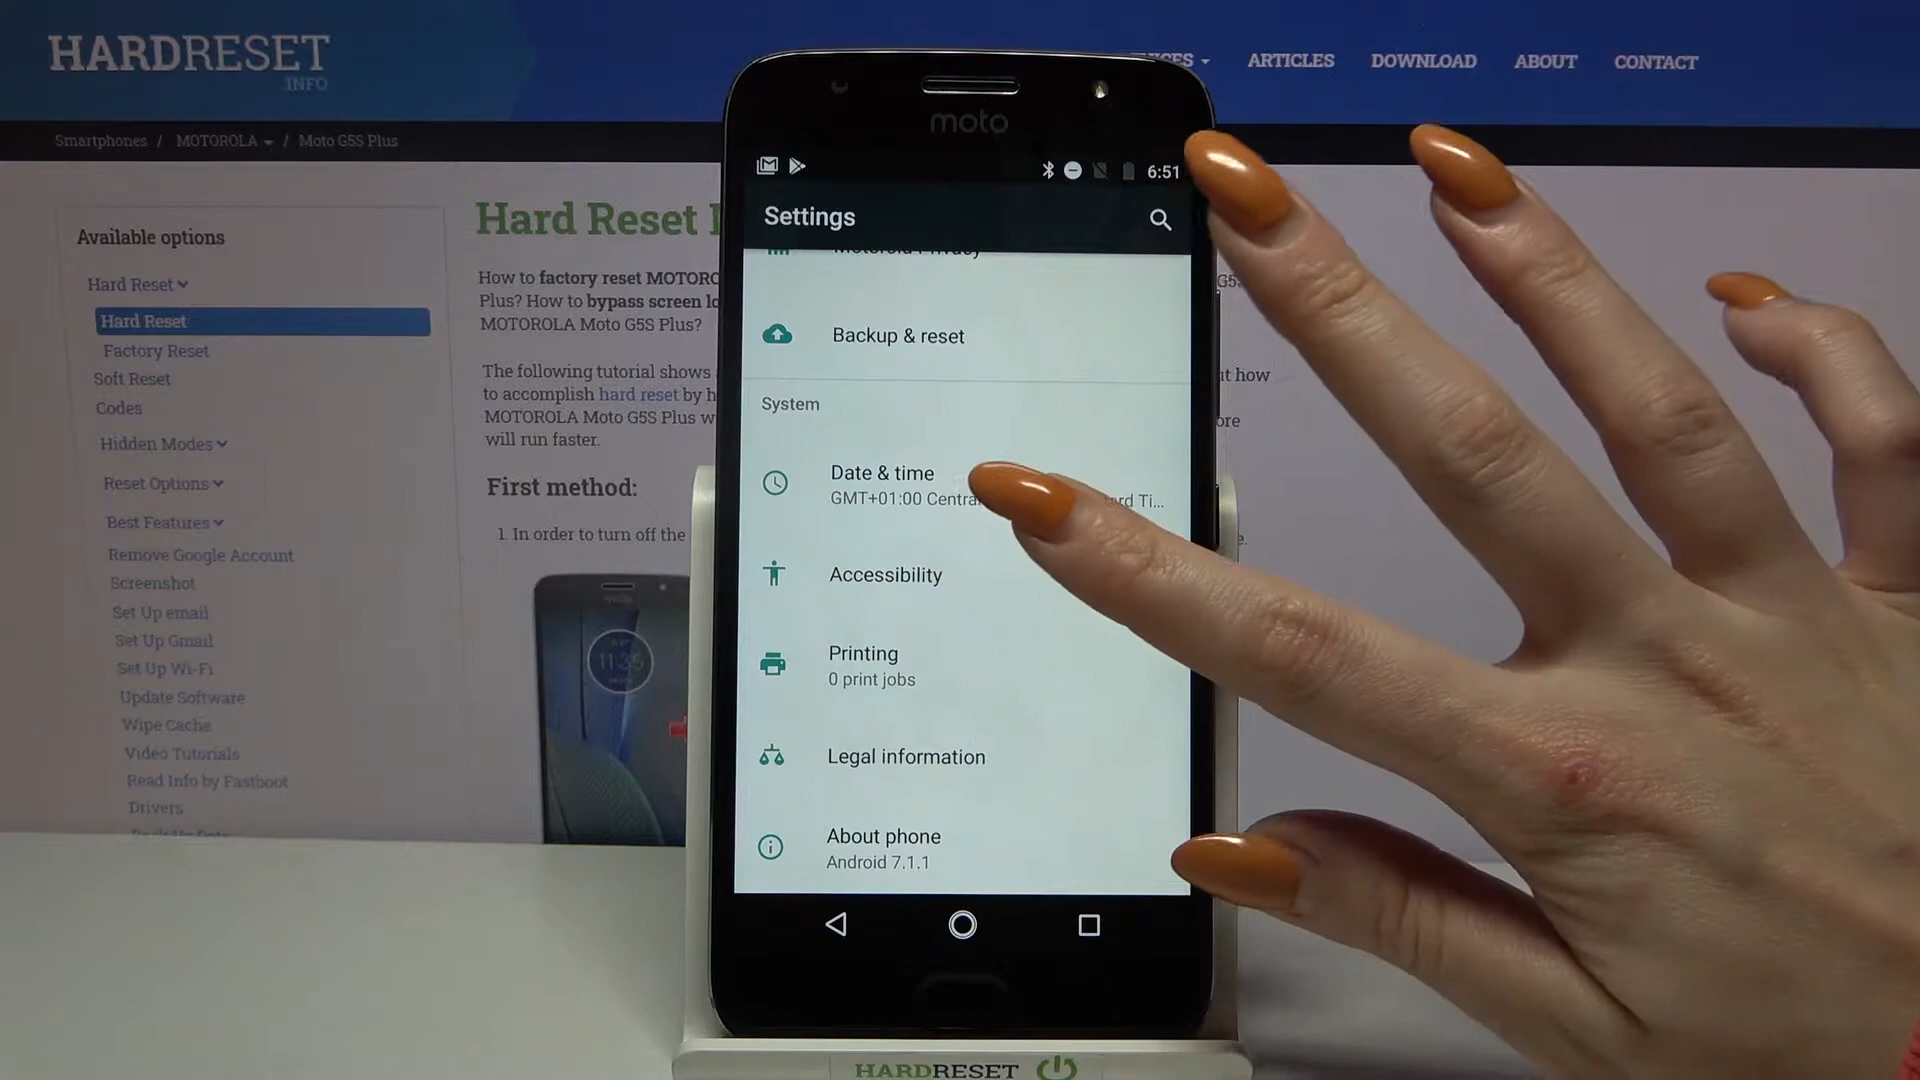 HARDRESET
INFO
ARTICLES
DOWNLOAD
ABOUT
CONTACT
Smartphones / MOTOROLA / Moto G5S Plus
Available options
Hard Reset
Hard Reset
Factory Reset
Soft Reset
Codes
Hidden Modes
Reset Options
Best Features
Remove Google Account
Screenshot
Set Up email
Set Up Gmail
Set Up Wi-Fi
Update Software
Wipe Cache
Video Tutorials
Read Info by Fastboot
Drivers
Hard Reset
How to factory reset
Plus? How to bypass screen
MOTOROLA Moto G5S Plus?
The following tutorial shows
to accomplish hard reset by
MOTOROLA Moto G5S Plus
will run faster.
how
First method:
1. In order to turn off the
11:35
moto
6:51
Settings
Motorola Privacy
Backup & reset
System
Date & time
GMT+01:00 Ti...
Accessibility
Printing
0 print jobs
Legal information
About phone
Android 7.1.1
HARDRESET